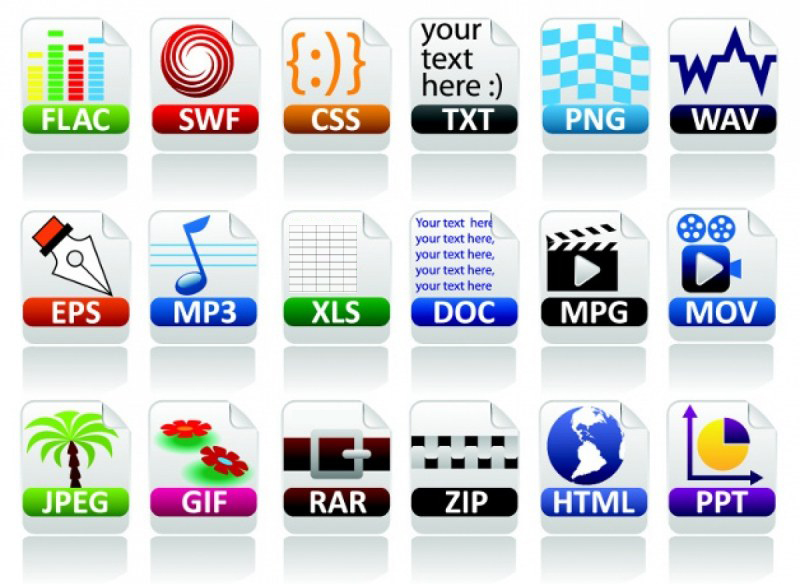 FLAC
SWF
{:)}
CSS
your
text
here :)
TXT
PNG
WAV
EPS
MP3
XLS
Your text here
your text here,
your text here,
your text here,
your text here
DOC
MPG
MOV
JPEG
GIF
RAR
ZIP
HTML
PPT